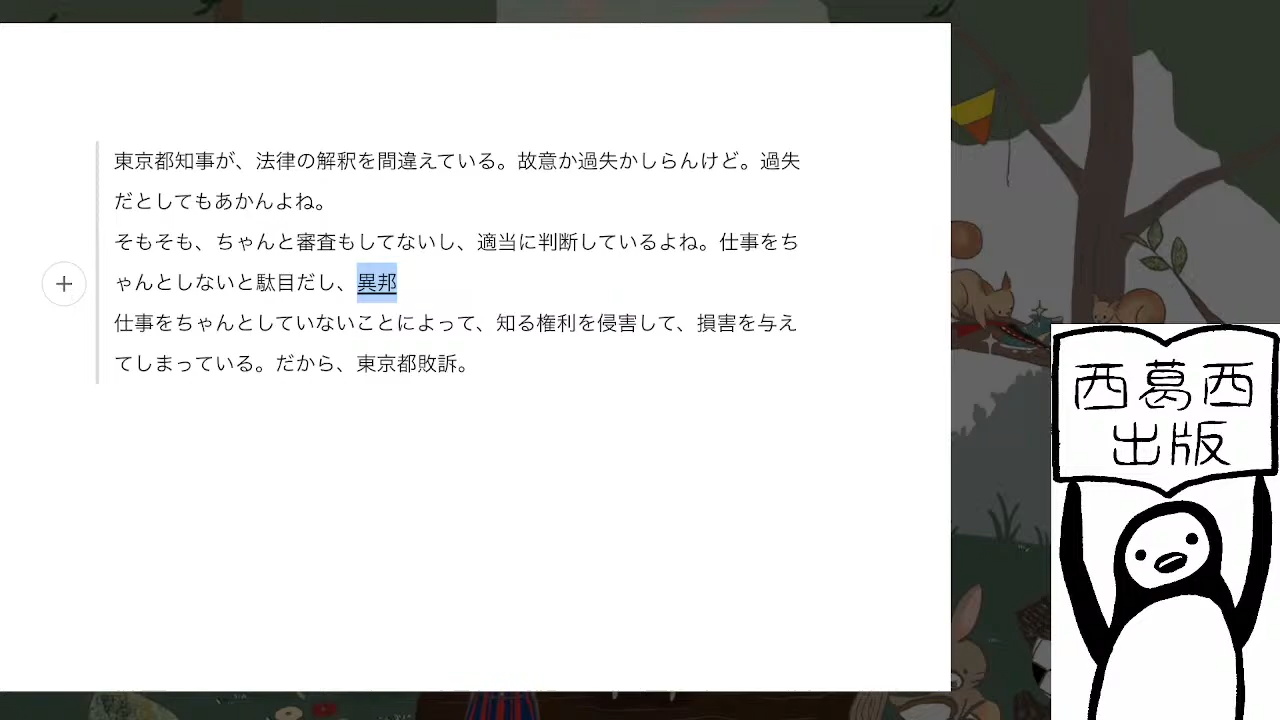 東京都知事が、法律の解釈を間違えている。故意か過失かしらんけど。過失
だとしてもあかんよね。
そもそも、ちゃんと審査もしてないし、適当に判断しているよね。仕事をち
ゃんとしないと駄目だし、異邦
仕事をちゃんとしていないことによって、知る権利を侵害して、損害を与え
てしまっている。だから、東京都敗訴。
西葛西
出版